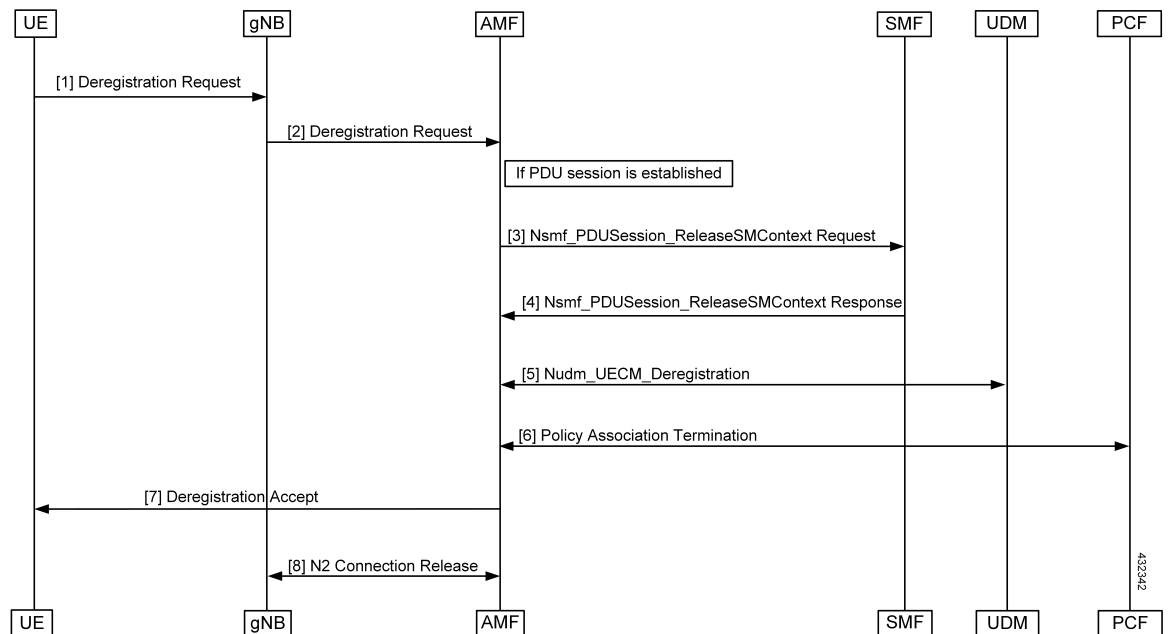 UE
gNB
AMF
SMF
UDM
PCF
[1] Deregistration Request
[2] Deregistration Request
If PDU session is established
[3] Nsmf_PDUSession_ReleaseSMContext Request
[4] Nsmf_PDUSession_ReleaseSMContext Response
[5] Nudm_UECM_Deregistration
[6] Policy Association Termination
[7] Deregistration Accept
[8] N2 Connection Release
432342
UE
gNB
AMF
SMF
UDM
PCF